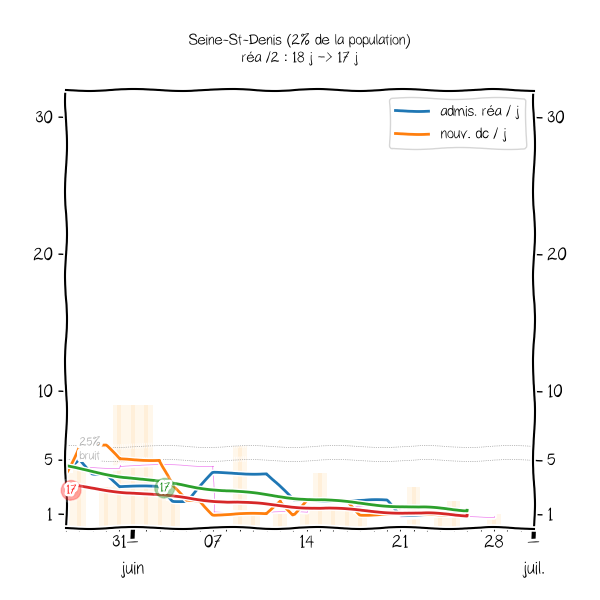 Seine-St-Denis (2% de la population)
réa /2 : 18 j -> 17 j
admis. réa / j
nouv. dc / j
30 30
20 20
10 10
25%
bruit
5 5
17 17
1 1
31 07 14 21 28
juin juil.